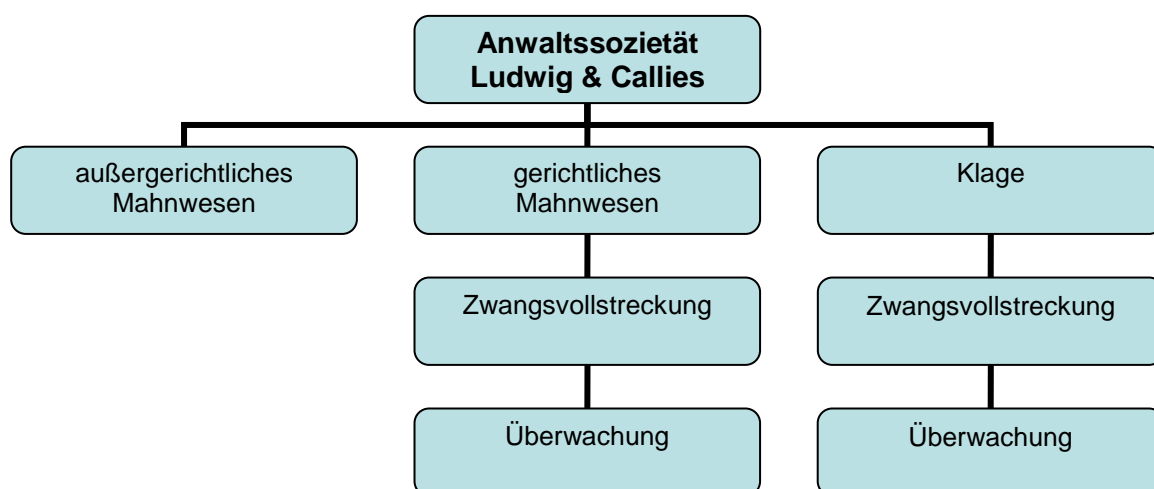 Anwaltssozietät
Ludwig & Callies
außergerichtliches
Mahnwesen
gerichtliches
Mahnwesen
Klage
Zwangsvollstreckung
Zwangsvollstreckung
Überwachung
Überwachung